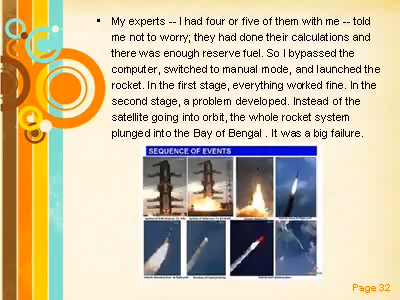 • My experts -- I had four or five of them with me -- told
me not to worry; they had done their calculations and
there was enough reserve fuel. So I bypassed the
computer, switched to manual mode, and launched the
rocket. In the first stage, everything worked fine. In the
second stage, a problem developed. Instead of the
satellite going into orbit, the whole rocket system
plunged into the Bay of Bengal . It was a big failure.
SEQUENCE OF EVENTS
Page 32